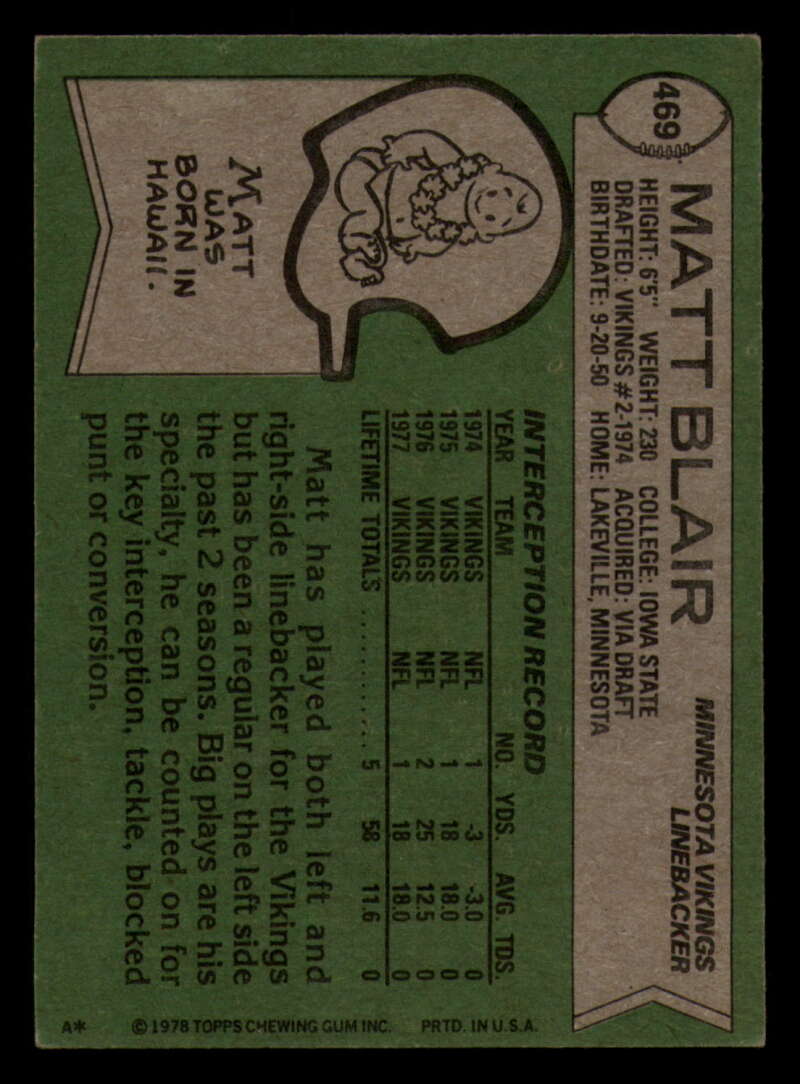 469
MATT BLAIR
MINNESOTA VIKINGS
LINEBACKER
HEIGHT: 6'5" WEIGHT: 230 COLLEGE: IOWA STATE
DRAFTED: VIKINGS #2-1974 ACQUIRED: VIA DRAFT
BIRTHDATE: 9-20-50 HOME: LAKEVILLE, MINNESOTA
MATT
WAS
BORN IN
HAWAII.
INTERCEPTION RECORD
YEAR TEAM NO. YDS. AVG. TDS.
1974 VIKINGS NFL 1 -3 -3.0 0
1975 VIKINGS NFL 1 18 18.0 0
1976 VIKINGS NFL 2 25 12.5 0
1977 VIKINGS NFL 1 18 18.0 0
LIFETIME TOTALS ........... 5 58 11.6 0
Matt has played both left and
right-side linebacker for the Vikings
but has been a regular on the left side
the past 2 seasons. Big plays are his
specialty, he can be counted on for
the key interception, tackle, blocked
punt or conversion.
A* © 1978 TOPPS CHEWING GUM INC. PRTD. IN U.S.A.